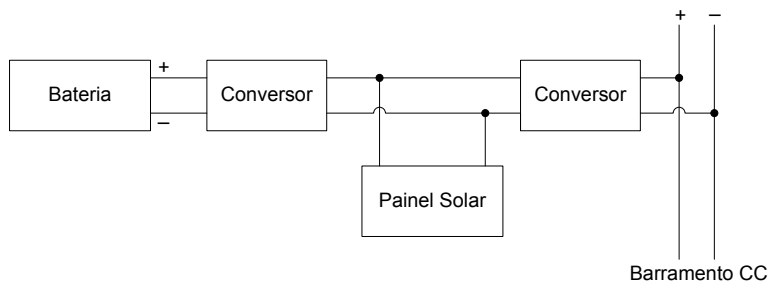 + –
+
Bateria
Conversor
Conversor
–
Painel Solar
Barramento CC